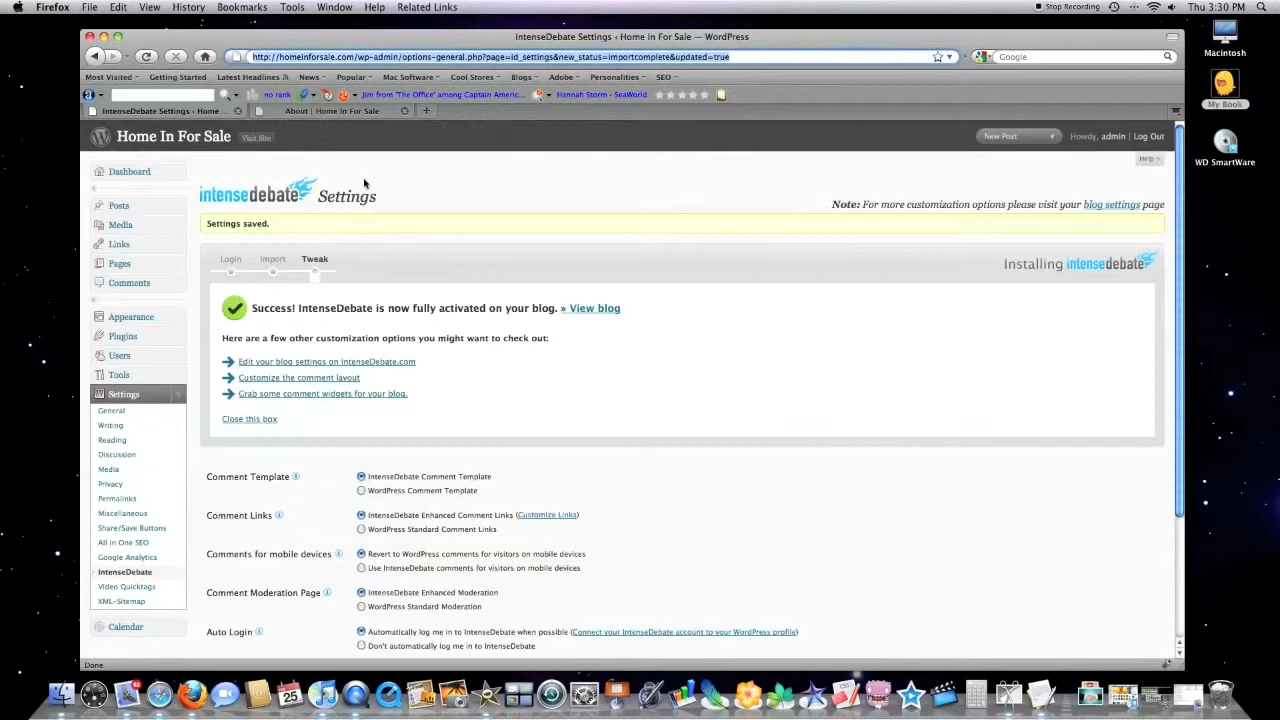 Firefox File Edit View History Bookmarks Tools Window Help Related Links Stop Recording Thu 3:30 PM
IntenseDebate Settings ‹ Home In For Sale — WordPress
http://homeinforsale.com/wp-admin/options-general.php?page=id_settings&new_status=importcomplete&updated=true
Google
Most Visited Getting Started Latest Headlines News Popular Mac Software Cool Stores Blogs Adobe Personalities SEO
no rank Jim from 'The Office' among Captain Americ... Hannah Storm - SeaWorld
IntenseDebate Settings ‹ Home ... About | Home In For Sale
Home In For Sale Visit Site New Post Howdy, admin | Log Out
Help
Dashboard
Posts
Media
Links
Pages
Comments
Appearance
Plugins
Users
Tools
Settings
General
Writing
Reading
Discussion
Media
Privacy
Permalinks
Miscellaneous
Share/Save Buttons
All In One SEO
Google Analytics
IntenseDebate
Video Quicktags
XML-Sitemap
Calendar
intensedebate Settings
Note: For more customization options please visit your blog settings page
Settings saved.
Login Import Tweak
Installing intensedebate
Success! IntenseDebate is now fully activated on your blog. » View blog
Here are a few other customization options you might want to check out:
Edit your blog settings on IntenseDebate.com
Customize the comment layout
Grab some comment widgets for your blog.
Close this box
Comment Template IntenseDebate Comment Template
WordPress Comment Template
Comment Links IntenseDebate Enhanced Comment Links (Customize Links)
WordPress Standard Comment Links
Comments for mobile devices Revert to WordPress comments for visitors on mobile devices
Use IntenseDebate comments for visitors on mobile devices
Comment Moderation Page IntenseDebate Enhanced Moderation
WordPress Standard Moderation
Auto Login Automatically log me in to IntenseDebate when possible (Connect your IntenseDebate account to your WordPress profile)
Don't automatically log me in to IntenseDebate
Done
Macintosh
My Book
WD SmartWare